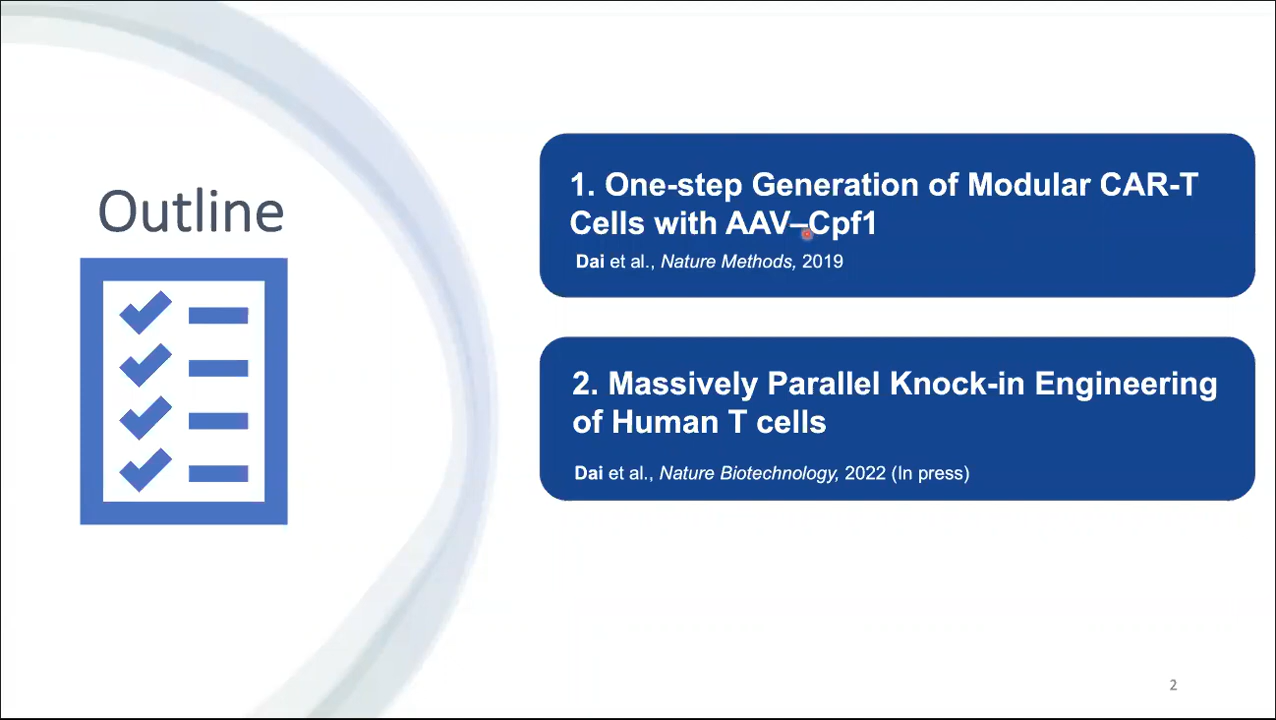 Outline
1. One-step Generation of Modular CAR-T
Cells with AAV–Cpf1
Dai et al., Nature Methods, 2019
2. Massively Parallel Knock-in Engineering
of Human T cells
Dai et al., Nature Biotechnology, 2022 (In press)
2